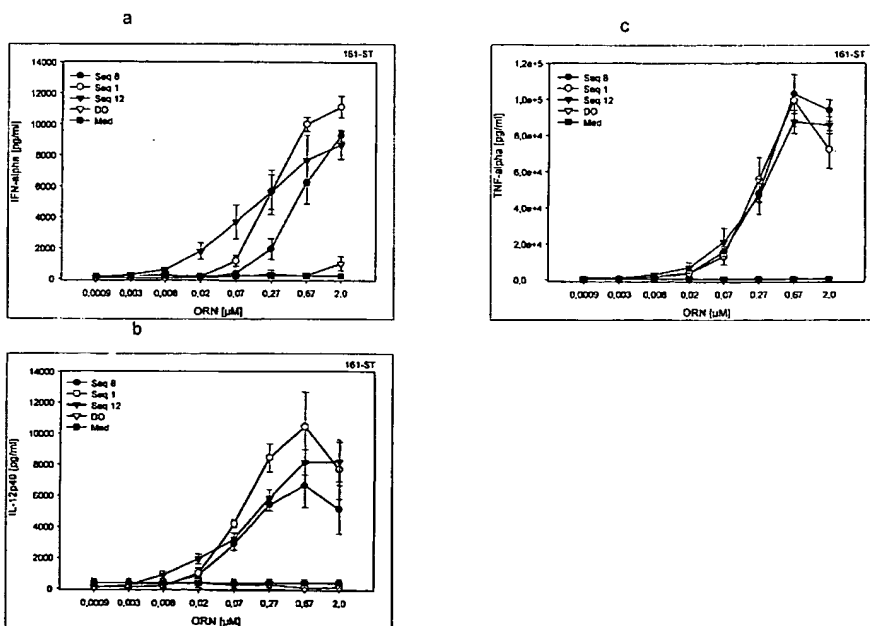 a
161-ST
14000
12000
10000
8000
6000
4000
2000
0
IFN-alpha [pg/ml]
Seq 8
Seq 1
Seq 12
DO
Med
0,0009 0,003 0,008 0,02 0,07 0,27 0,67 2,0
ORN [µM]
b
161-ST
14000
12000
10000
8000
6000
4000
2000
0
IL-12p40 [pg/ml]
Seq 8
Seq 1
Seq 12
DO
Med
0,0009 0,003 0,008 0,02 0,07 0,27 0,67 2,0
ORN [µM]
c
161-ST
1,2e+5
1,0e+5
8,0e+4
6,0e+4
4,0e+4
2,0e+4
0,0
TNF-alpha [pg/ml]
Seq 8
Seq 1
Seq 12
DO
Med
0,0009 0,003 0,008 0,02 0,07 0,27 0,67 2,0
ORN [µM]